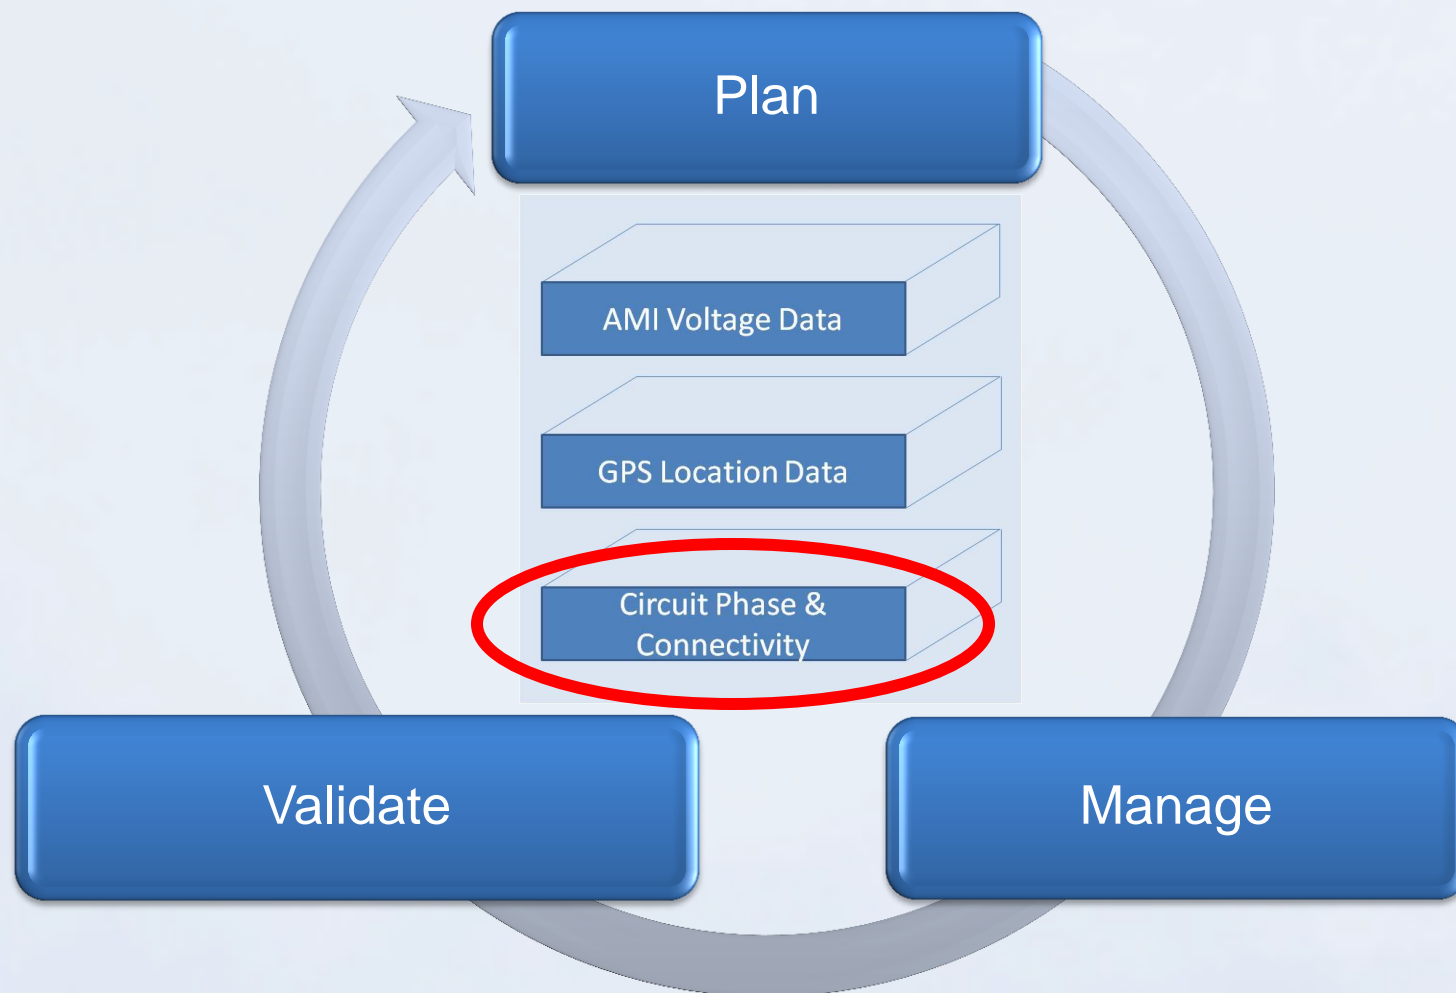 Plan
AMI Voltage Data
GPS Location Data
Circuit Phase &
Connectivity
Validate
Manage